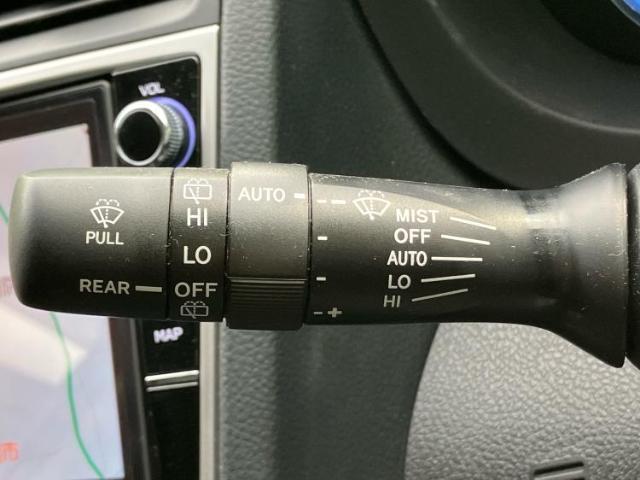 VOL
PULL
REAR
HI
LO
OFF
AUTO
- +
MIST
OFF
AUTO
LO
HI
MAP